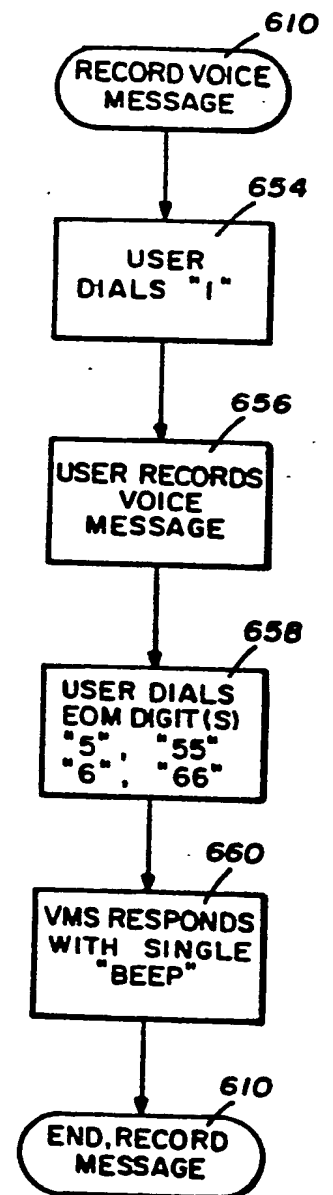 610
RECORD VOICE
MESSAGE
654
USER
DIALS "1"
656
USER RECORDS
VOICE
MESSAGE
658
USER DIALS
EOM DIGIT(S)
"5", "55"
"6", "66"
660
VMS RESPONDS
WITH SINGLE
"BEEP"
610
END, RECORD
MESSAGE